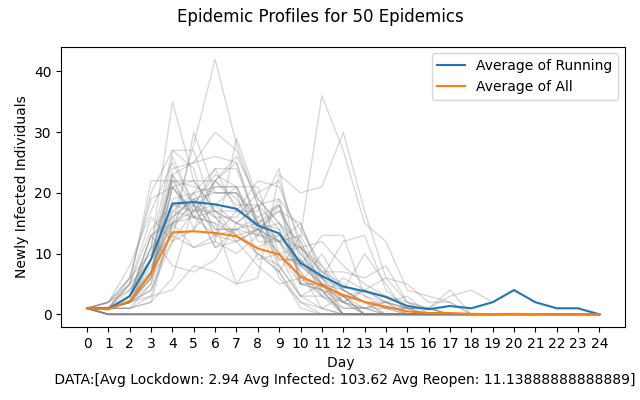 Epidemic Profiles for 50 Epidemics
Newly Infected Individuals
40
30
20
10
0
Average of Running
Average of All
0 1 2 3 4 5 6 7 8 9 10 11 12 13 14 15 16 17 18 19 20 21 22 23 24
Day
DATA:[Avg Lockdown: 2.94 Avg Infected: 103.62 Avg Reopen: 11.13888888888889]